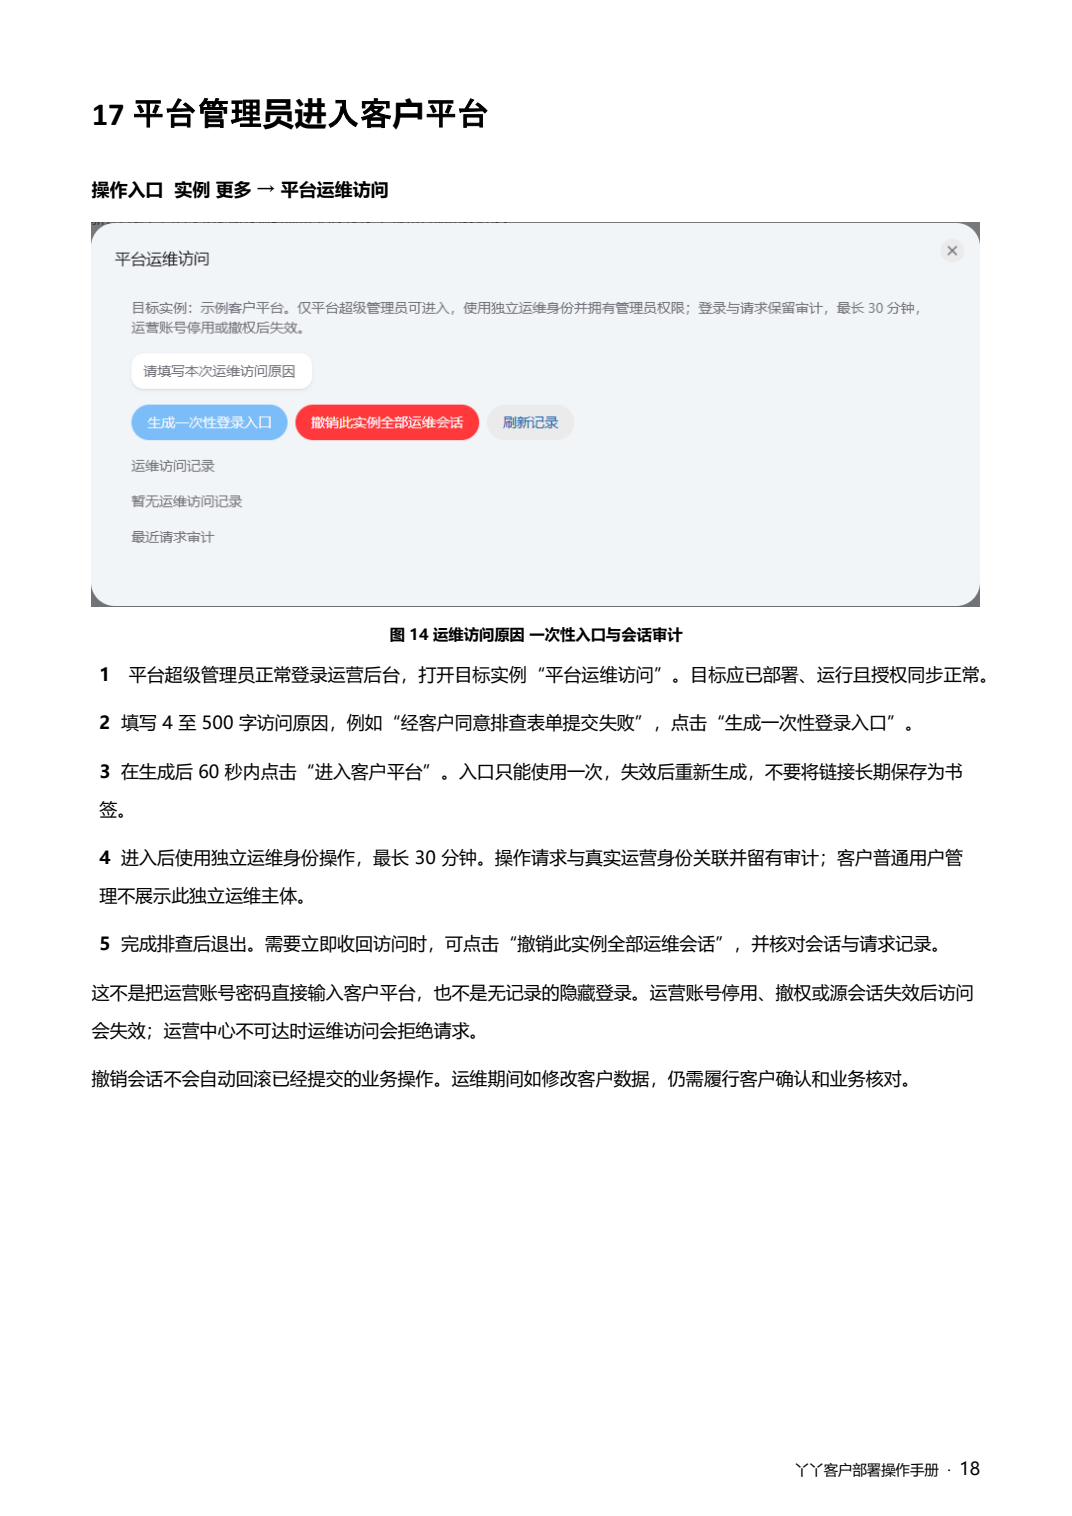 17 平台管理员进入客户平台
操作入口 实例 更多 → 平台运维访问
平台运维访问
目标实例：示例客户平台。仅平台超级管理员可进入，使用独立运维身份并拥有管理员权限；登录与请求保留审计，最长 30 分钟，
运营账号停用或撤权后失效。
请填写本次运维访问原因
生成一次性登录入口 撤销此实例全部运维会话 刷新记录
运维访问记录
暂无运维访问记录
最近请求审计
图 14 运维访问原因 一次性入口与会话审计
1 平台超级管理员正常登录运营后台，打开目标实例“平台运维访问”。目标应已部署、运行且授权同步正常。
2 填写 4 至 500 字访问原因，例如“经客户同意排查表单提交失败”，点击“生成一次性登录入口”。
3 在生成后 60 秒内点击“进入客户平台”。入口只能使用一次，失效后重新生成，不要将链接长期保存为书
签。
4 进入后使用独立运维身份操作，最长 30 分钟。操作请求与真实运营身份关联并留有审计；客户普通用户管
理不展示此独立运维主体。
5 完成排查后退出。需要立即收回访问时，可点击“撤销此实例全部运维会话”，并核对会话与请求记录。
这不是把运营账号密码直接输入客户平台，也不是无记录的隐藏登录。运营账号停用、撤权或源会话失效后访问
会失效；运营中心不可达时运维访问会拒绝请求。
撤销会话不会自动回滚已经提交的业务操作。运维期间如修改客户数据，仍需履行客户确认和业务核对。
丫丫客户部署操作手册 · 18